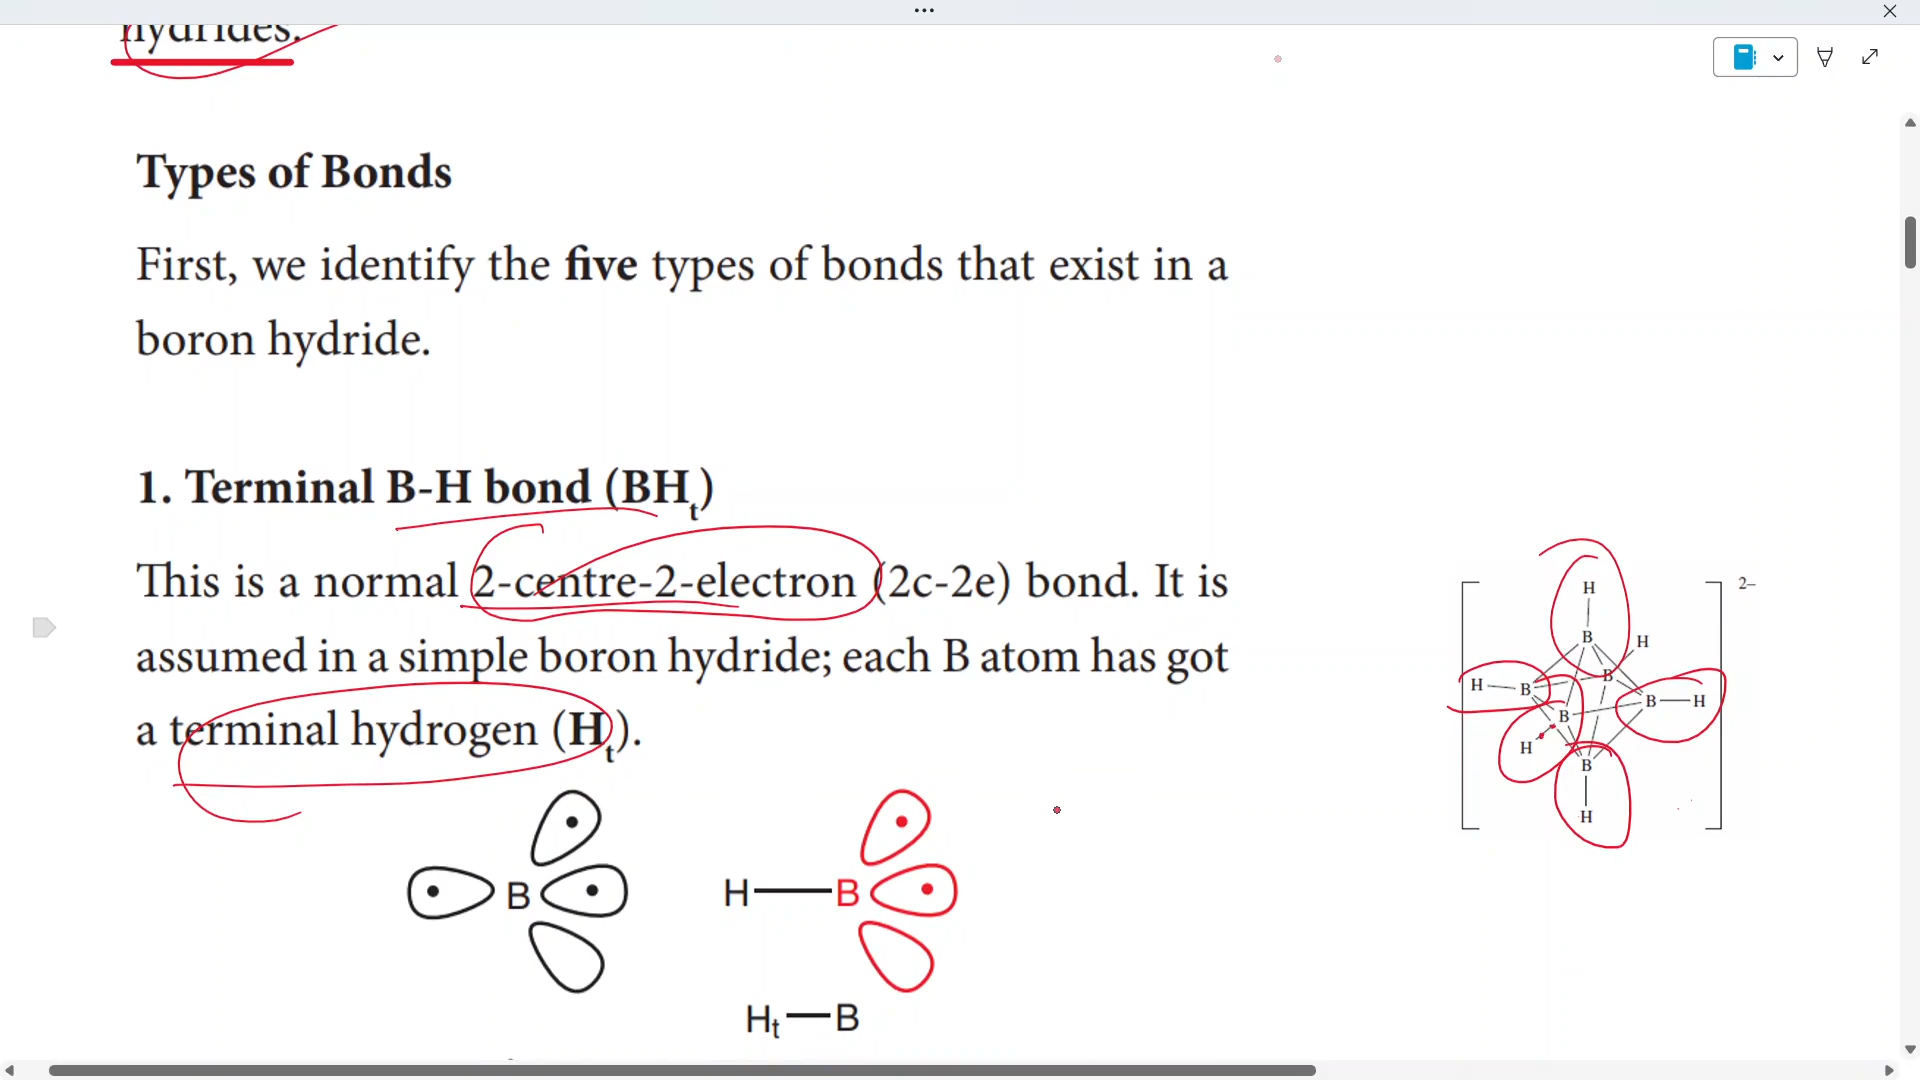 hydrides.
Types of Bonds
First, we identify the five types of bonds that exist in a
boron hydride.
1. Terminal B-H bond (BHt)
This is a normal 2-centre-2-electron (2c-2e) bond. It is
assumed in a simple boron hydride; each B atom has got
a terminal hydrogen (Ht).
B
H B
Ht B
2–
H
B
H
H B B
B H
B
H
B
H